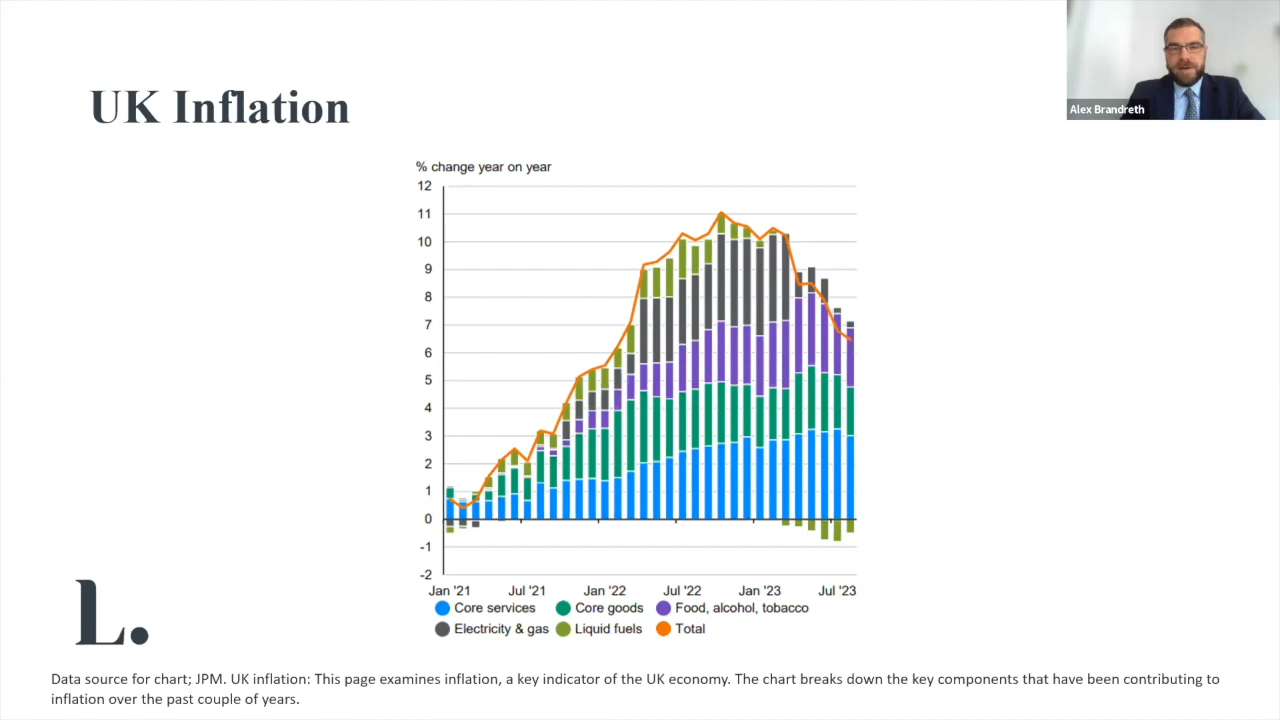 Alex Brandreth
UK Inflation
% change year on year
12
11
10
9
8
7
6
5
4
3
2
1
0
-1
-2
Jan '21 Jul '21 Jan '22 Jul '22 Jan '23 Jul '23
Core services Core goods Food, alcohol, tobacco
Electricity & gas Liquid fuels Total
L.
Data source for chart; JPM. UK inflation: This page examines inflation, a key indicator of the UK economy. The chart breaks down the key components that have been contributing to
inflation over the past couple of years.